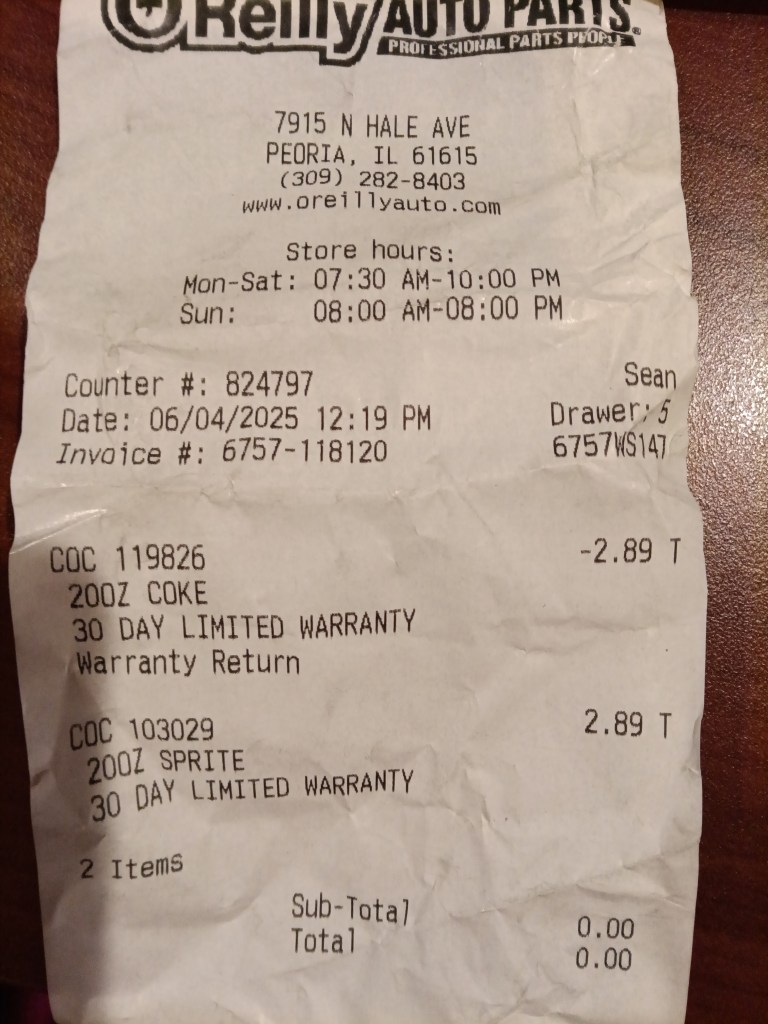 O'Reilly AUTO PARTS®
PROFESSIONAL PARTS PEOPLE
7915 N HALE AVE
PEORIA, IL 61615
(309) 282-8403
www.oreillyauto.com
Store hours:
Mon-Sat: 07:30 AM-10:00 PM
Sun: 08:00 AM-08:00 PM
Counter #: 824797 Sean
Date: 06/04/2025 12:19 PM Drawer: 5
Invoice #: 6757-118120 6757WS147
COC 119826 -2.89 T
20OZ COKE
30 DAY LIMITED WARRANTY
Warranty Return
COC 103029 2.89 T
20OZ SPRITE
30 DAY LIMITED WARRANTY
2 Items
Sub-Total 0.00
Total 0.00